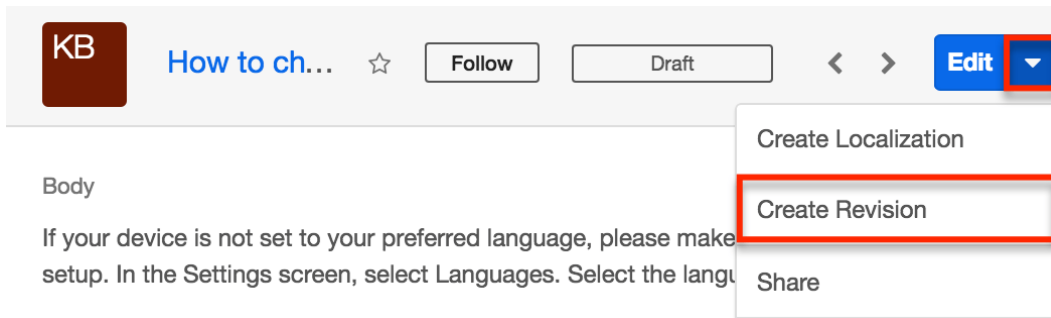 KB
How to ch...
Follow
Draft
Edit
Create Localization
Create Revision
Share
Body
If your device is not set to your preferred language, please make
setup. In the Settings screen, select Languages. Select the